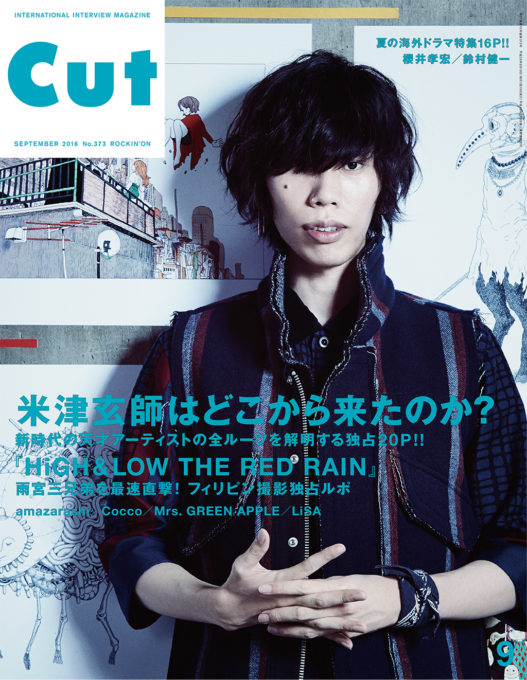 INTERNATIONAL INTERVIEW MAGAZINE
Cut
SEPTEMBER 2016 No.373 ROCKIN'ON
夏の海外ドラマ特集16P!!
櫻井孝宏／鈴村健一
米津玄師はどこから来たのか?
新時代の天才アーティストの全ルーツを解明する独占20P!!
『HiGH&LOW THE RED RAIN』
雨宮三兄弟を最速直撃! フィリピン撮影独占ルポ
amazarashi／Cocco／Mrs. GREEN APPLE／LiSA
9